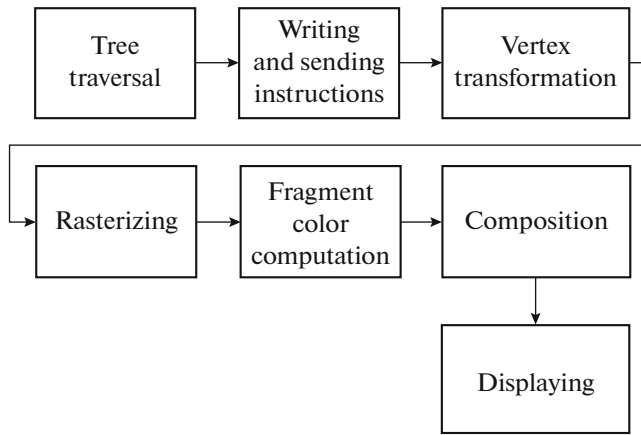 Tree
traversal
Writing
and sending
instructions
Vertex
transformation
Rasterizing
Fragment
color
computation
Composition
Displaying